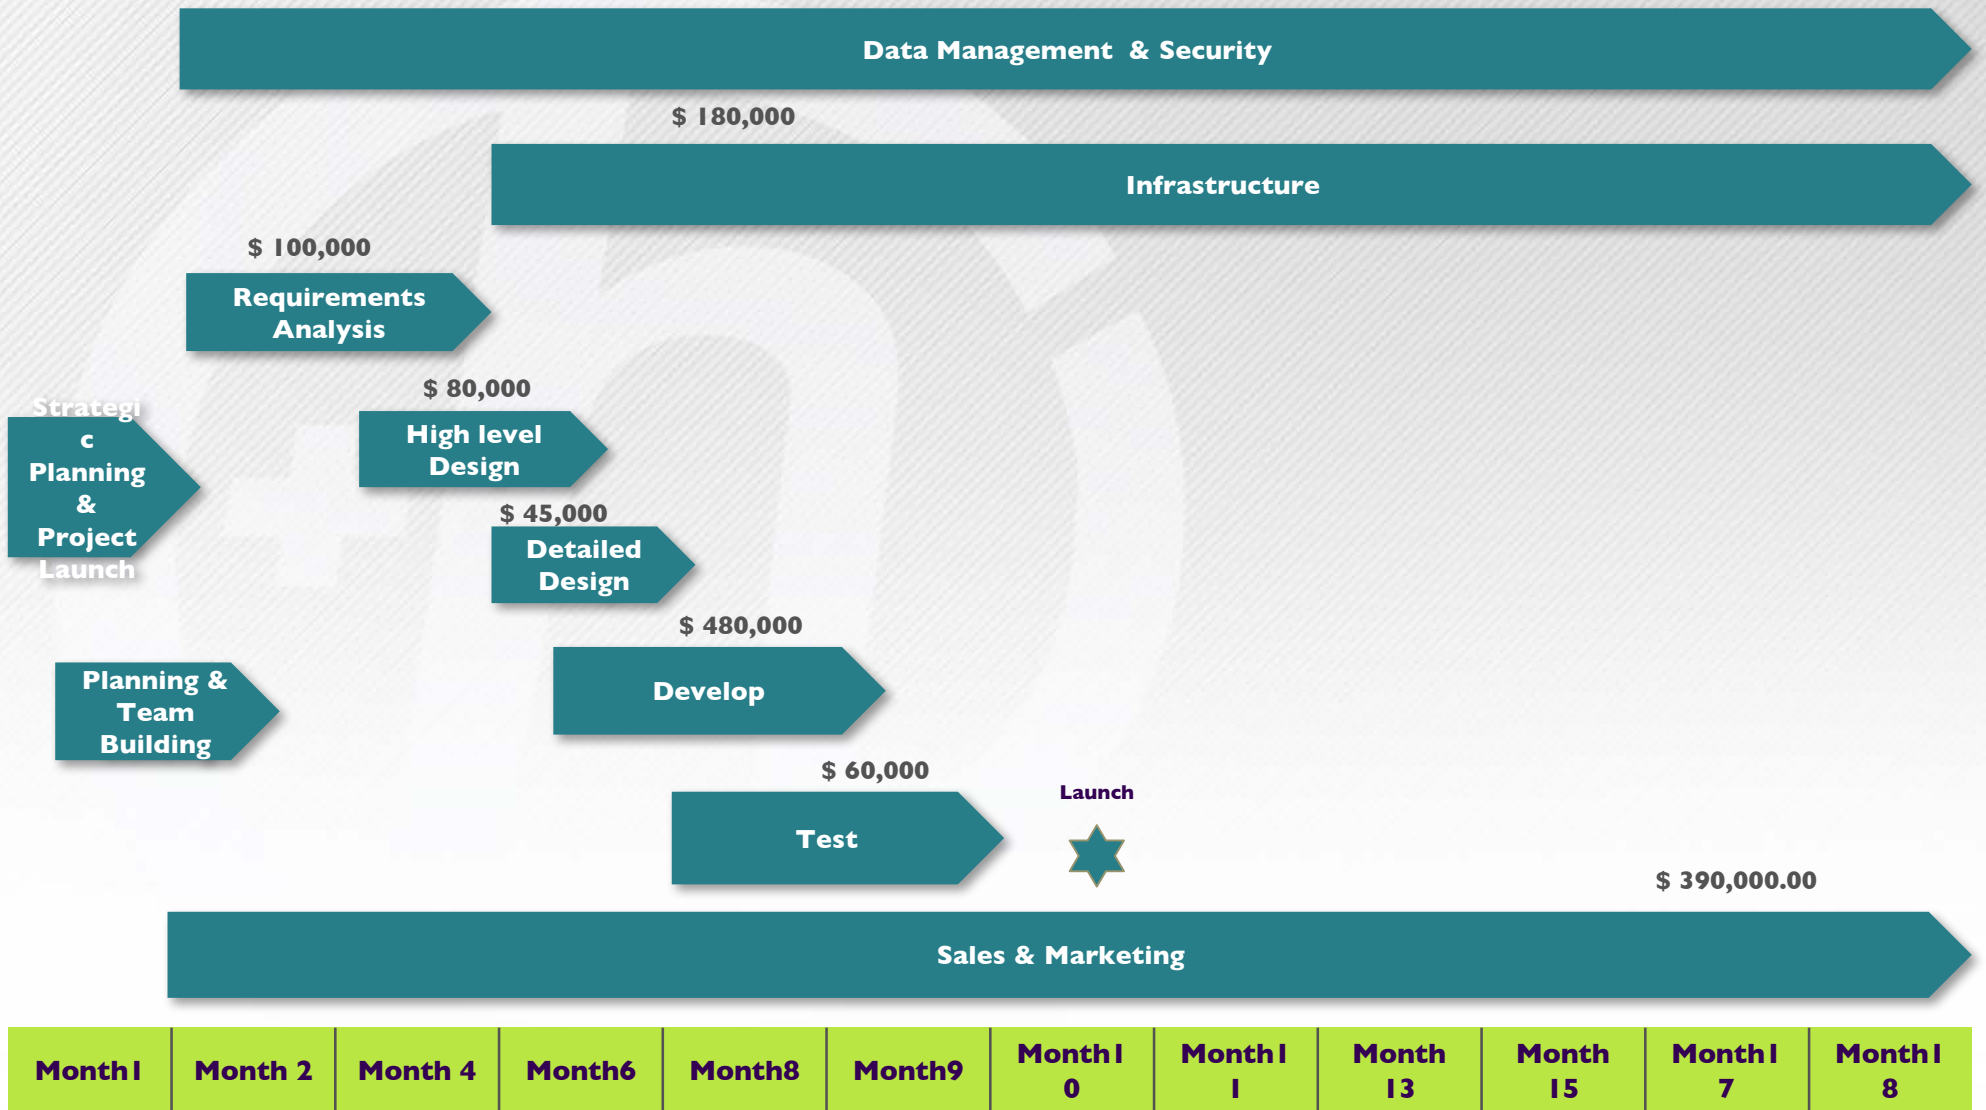 Data Management & Security
$ 180,000
Infrastructure
$ 100,000
Requirements
Analysis
$ 80,000
High level
Design
Strategi
c
Planning
&
Project
Launch
$ 45,000
Detailed
Design
$ 480,000
Develop
Planning &
Team
Building
$ 60,000
Test
Launch
$ 390,000.00
Sales & Marketing
Month1
Month 2
Month 4
Month6
Month8
Month9
Month1
0
Month1
1
Month
13
Month
15
Month1
7
Month1
8